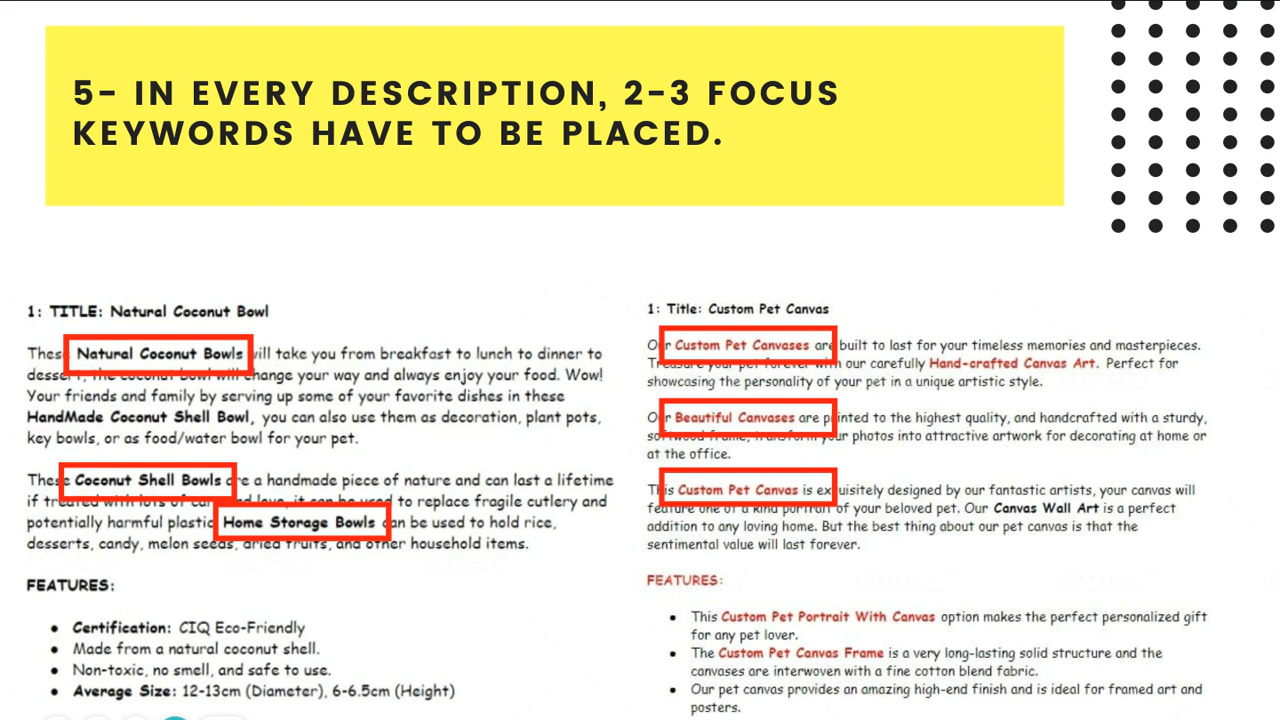 5- IN EVERY DESCRIPTION, 2-3 FOCUS
KEYWORDS HAVE TO BE PLACED.
1: TITLE: Natural Coconut Bowl
These Natural Coconut Bowls will take you from breakfast to lunch to dinner to
dessert, the coconut bowl will change your way and always enjoy your food. Wow!
Your friends and family by serving up some of your favorite dishes in these
HandMade Coconut Shell Bowl, you can also use them as decoration, plant pots,
key bowls, or as food/water bowl for your pet.
These Coconut Shell Bowls are a handmade piece of nature and can last a lifetime
if treated with lots of care and love, it can be used to replace fragile cutlery and
potentially harmful plastic Home Storage Bowls can be used to hold rice,
desserts, candy, melon seeds, dried fruits, and other household items.
FEATURES:
● Certification: CIQ Eco-Friendly
● Made from a natural coconut shell.
● Non-toxic, no smell, and safe to use.
● Average Size: 12-13cm (Diameter), 6-6.5cm (Height)
1: Title: Custom Pet Canvas
Our Custom Pet Canvases are built to last for your timeless memories and masterpieces.
Treasure your pet forever with our carefully Hand-crafted Canvas Art. Perfect for
showcasing the personality of your pet in a unique artistic style.
Our Beautiful Canvases are printed to the highest quality, and handcrafted with a sturdy,
softwood frame, transform your photos into attractive artwork for decorating at home or
at the office.
This Custom Pet Canvas is exquisitely designed by our fantastic artists, your canvas will
feature one of a kind portrait of your beloved pet. Our Canvas Wall Art is a perfect
addition to any loving home. But the best thing about our pet canvas is that the
sentimental value will last forever.
FEATURES:
● This Custom Pet Portrait With Canvas option makes the perfect personalized gift
for any pet lover.
● The Custom Pet Canvas Frame is a very long-lasting solid structure and the
canvases are interwoven with a fine cotton blend fabric.
● Our pet canvas provides an amazing high-end finish and is ideal for framed art and
posters.